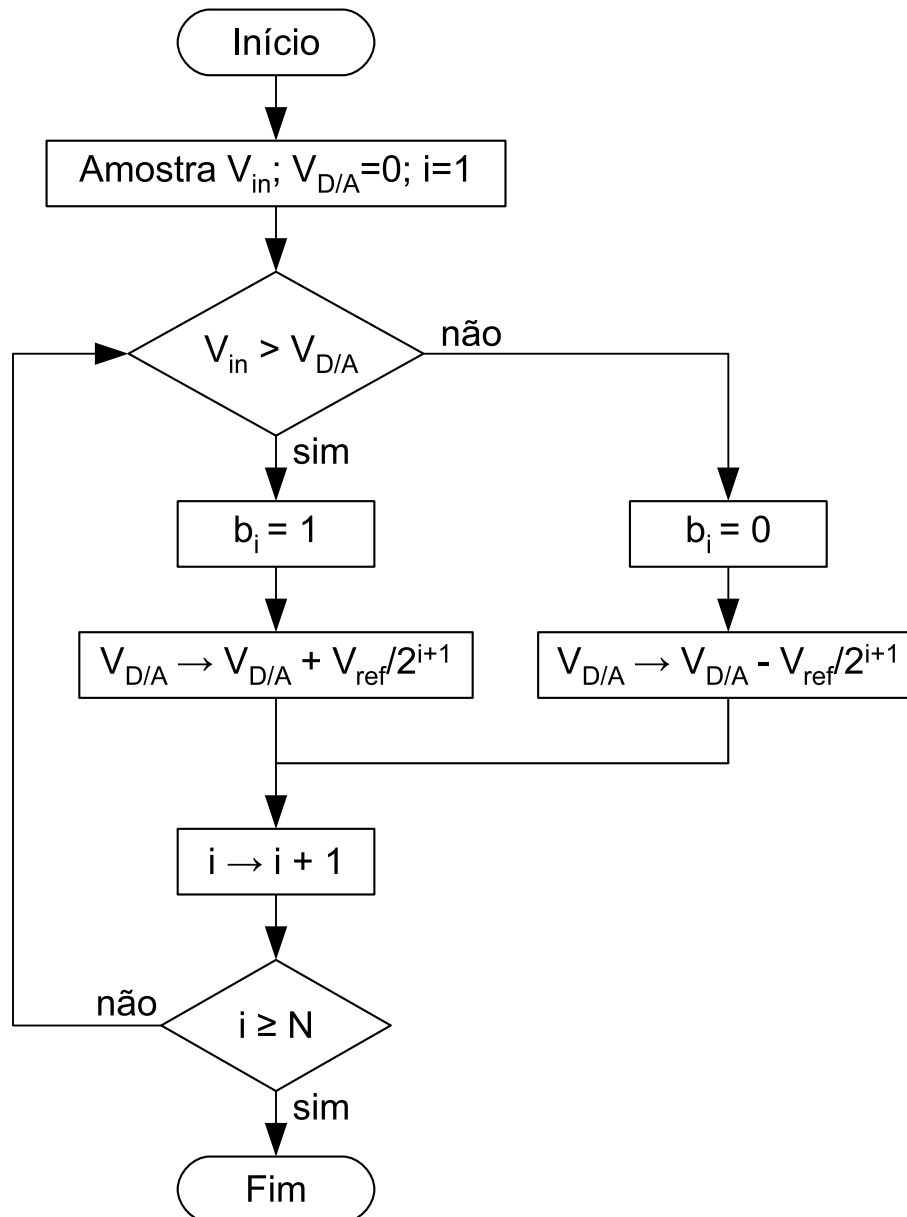 Início
Amostra V_in; V_D/A=0; i=1
V_in > V_D/A
não
sim
b_i = 1
b_i = 0
V_D/A → V_D/A + V_ref/2^i+1
V_D/A → V_D/A - V_ref/2^i+1
i → i + 1
não
i ≥ N
sim
Fim